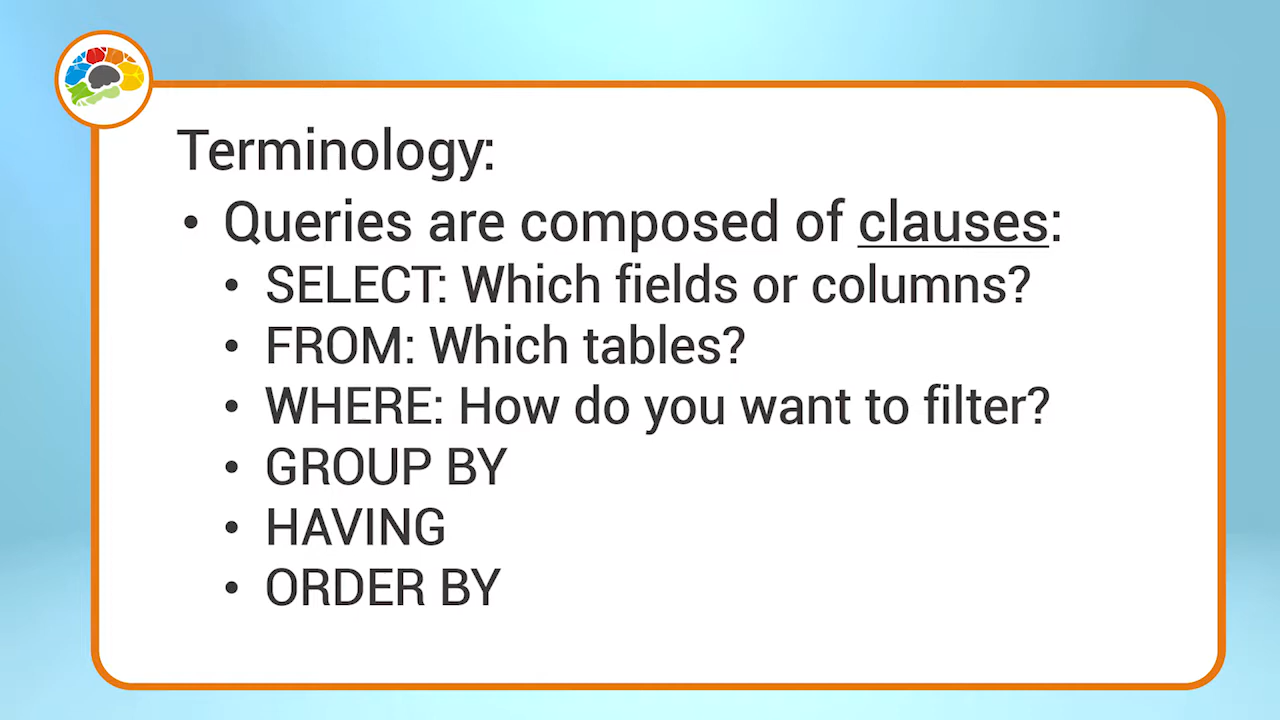 Terminology:
• Queries are composed of clauses:
• SELECT: Which fields or columns?
• FROM: Which tables?
• WHERE: How do you want to filter?
• GROUP BY
• HAVING
• ORDER BY